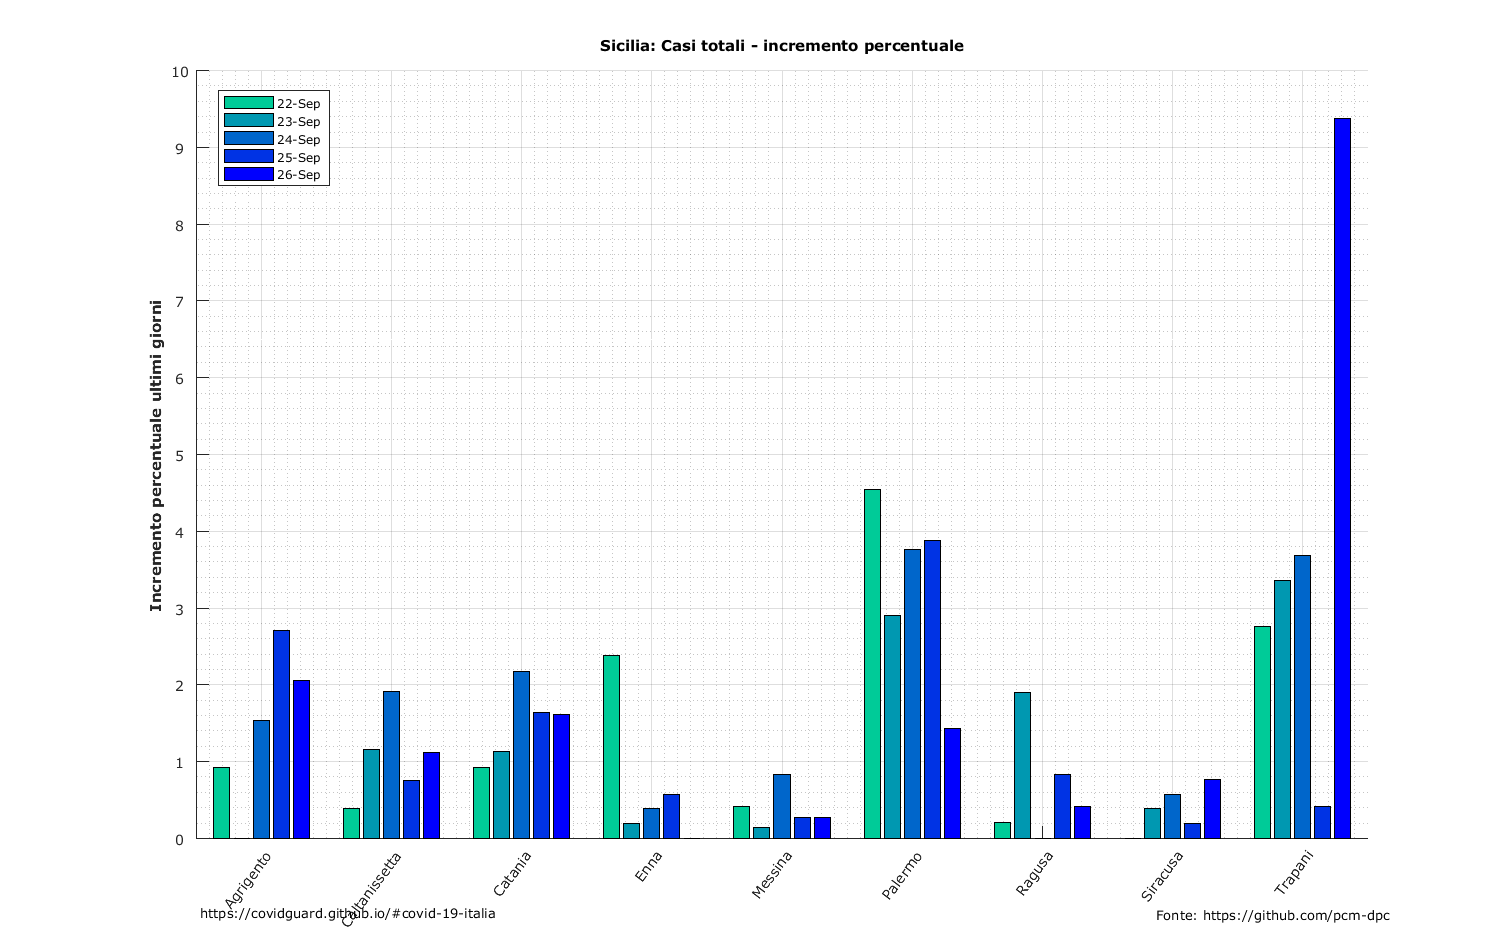 Sicilia: Casi totali - incremento percentuale
10
9
8
7
6
5
4
3
2
1
0
Incremento percentuale ultimi giorni
22-Sep
23-Sep
24-Sep
25-Sep
26-Sep
Agrigento
Caltanissetta
Catania
Enna
Messina
Palermo
Ragusa
Siracusa
Trapani
https://covidguard.github.io/#covid-19-italia
Fonte: https://github.com/pcm-dpc